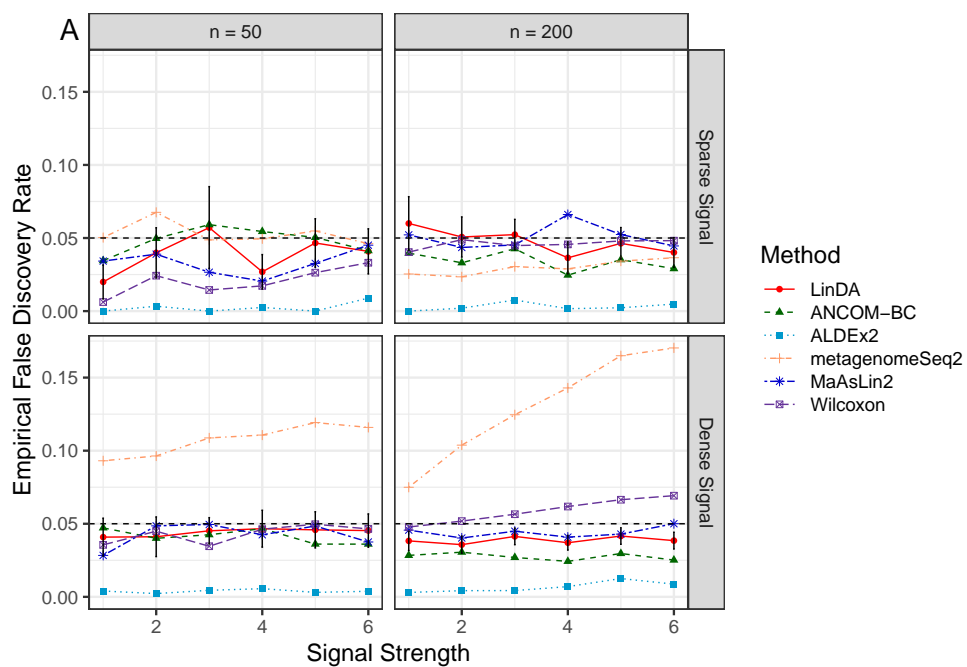 A
n = 50
n = 200
0.15
0.10
0.05
0.00
Sparse Signal
0.15
0.10
0.05
0.00
Dense Signal
Empirical False Discovery Rate
2
4
6
2
4
6
Signal Strength
Method
LinDA
ANCOM−BC
ALDEx2
metagenomeSeq2
MaAsLin2
Wilcoxon